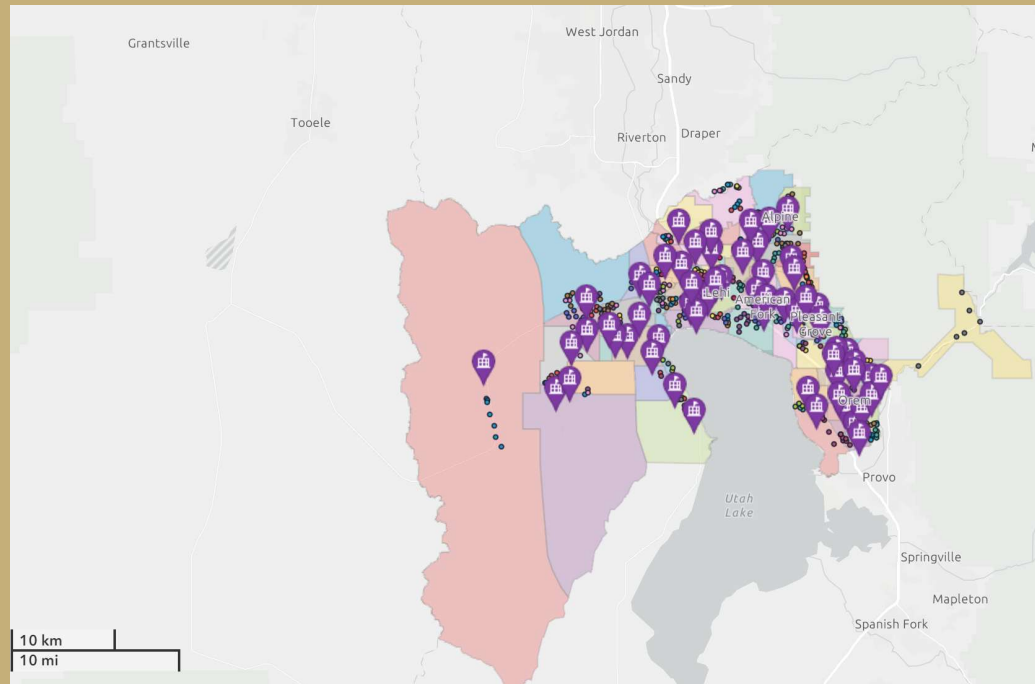 West Jordan
Grantsville
Sandy
Tooele
Riverton
Draper
Alpine
Lehi
American
Fork
Pleasant
Grove
Orem
Provo
Utah
Lake
Springville
Mapleton
Spanish Fork
10 km
10 mi